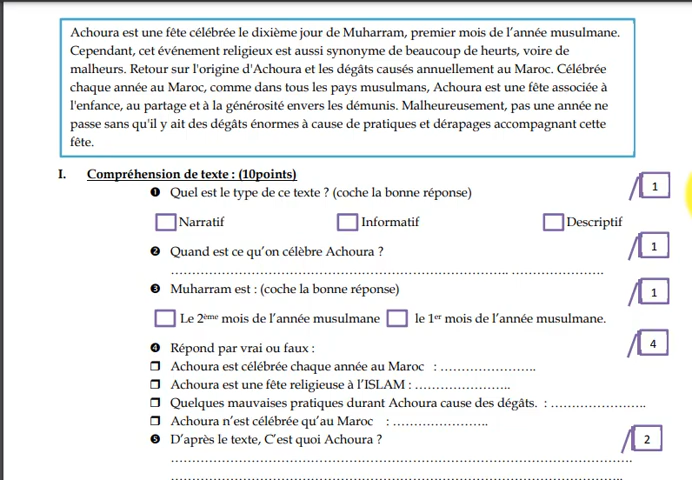 Achoura est une fête célébrée le dixième jour de Muharram, premier mois de l'année musulmane.
Cependant, cet événement religieux est aussi synonyme de beaucoup de heurts, voire de
malheurs. Retour sur l'origine d'Achoura et les dégâts causés annuellement au Maroc. Célébrée
chaque année au Maroc, comme dans tous les pays musulmans, Achoura est une fête associée à
l'enfance, au partage et à la générosité envers les démunis. Malheureusement, pas une année ne
passe sans qu'il y ait des dégâts énormes à cause de pratiques et dérapages accompagnant cette
fête.
I. Compréhension de texte : (10points)
❶ Quel est le type de ce texte ? (coche la bonne réponse) / 1
Narratif Informatif Descriptif
❷ Quand est ce qu'on célèbre Achoura ? / 1
…………………………………………………………………….. ………………….
❸ Muharram est : (coche la bonne réponse) / 1
Le 2ème mois de l'année musulmane le 1er mois de l'année musulmane.
❹ Répond par vrai ou faux : / 4
❒ Achoura est célébrée chaque année au Maroc : …………………..
❒ Achoura est une fête religieuse à l'ISLAM : …………………..
❒ Quelques mauvaises pratiques durant Achoura cause des dégâts. : …………………..
❒ Achoura n'est célébrée qu'au Maroc : …………………..
❺ D'après le texte, C'est quoi Achoura ? / 2
………………………………………………………………………………………………..
………………………………………………………………………………………………..